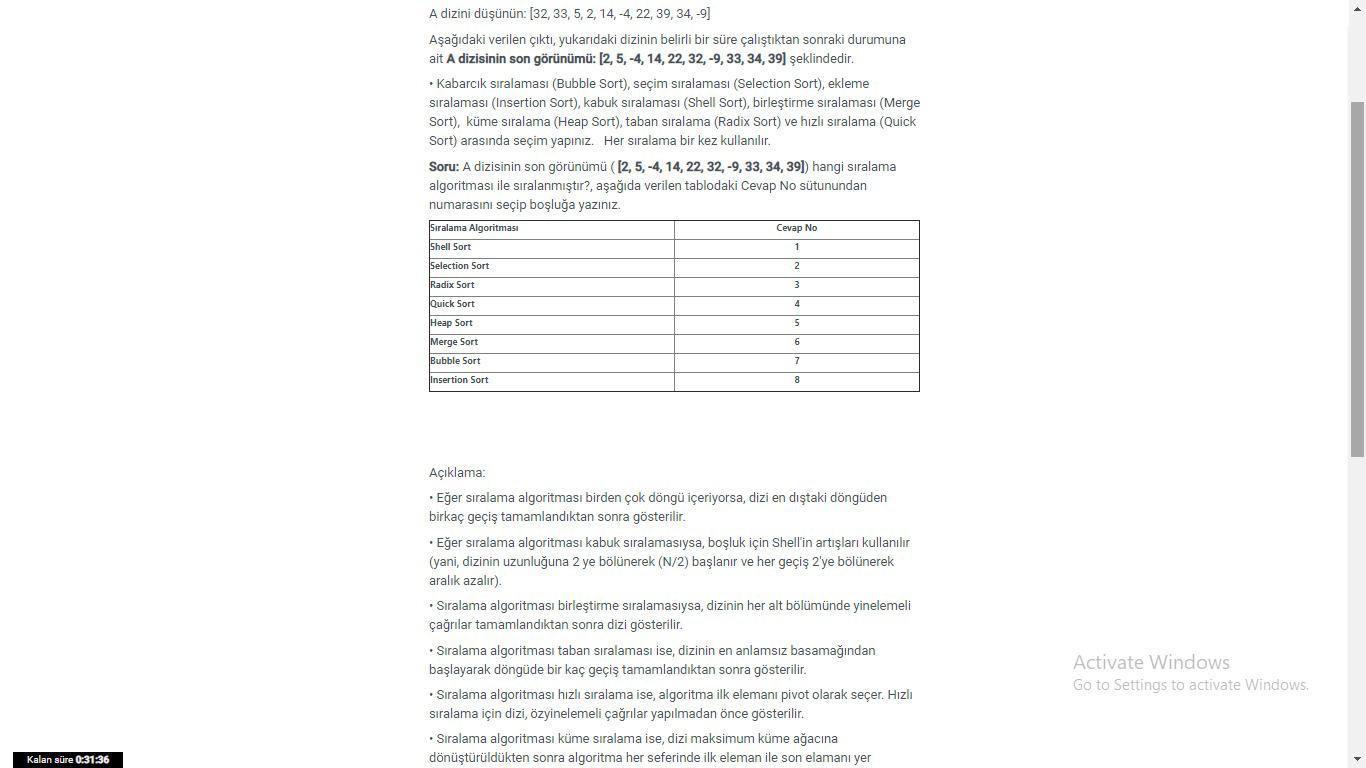 A dizini düşünün: [32, 33, 5, 2, 14, -4, 22, 39, 34, -9]
Aşağıdaki verilen çıktı, yukarıdaki dizinin belirli bir süre çalıştıktan sonraki durumuna
ait A dizisinin son görünümü: [2, 5, -4, 14, 22, 32, -9, 33, 34, 39] şeklindedir.
• Kabarcık sıralaması (Bubble Sort), seçim sıralaması (Selection Sort), ekleme
sıralaması (Insertion Sort), kabuk sıralaması (Shell Sort), birleştirme sıralaması (Merge
Sort), küme sıralama (Heap Sort), taban sıralama (Radix Sort) ve hızlı sıralama (Quick
Sort) arasında seçim yapınız. Her sıralama bir kez kullanılır.
Soru: A dizisinin son görünümü ( [2, 5, -4, 14, 22, 32, -9, 33, 34, 39]) hangi sıralama
algoritması ile sıralanmıştır?, aşağıda verilen tablodaki Cevap No sütunundan
numarasını seçip boşluğa yazınız.
Sıralama Algoritması Cevap No
Shell Sort 1
Selection Sort 2
Radix Sort 3
Quick Sort 4
Heap Sort 5
Merge Sort 6
Bubble Sort 7
Insertion Sort 8
Açıklama:
• Eğer sıralama algoritması birden çok döngü içeriyorsa, dizi en dıştaki döngüden
birkaç geçiş tamamlandıktan sonra gösterilir.
• Eğer sıralama algoritması kabuk sıralamasıysa, boşluk için Shell'in artışları kullanılır
(yani, dizinin uzunluğuna 2 ye bölünerek (N/2) başlanır ve her geçiş 2'ye bölünerek
aralık azalır).
• Sıralama algoritması birleştirme sıralamasıysa, dizinin her alt bölümünde yinelemeli
çağrılar tamamlandıktan sonra dizi gösterilir.
• Sıralama algoritması taban sıralaması ise, dizinin en anlamsız basamağından
başlayarak döngüde bir kaç geçiş tamamlandıktan sonra gösterilir.
• Sıralama algoritması hızlı sıralama ise, algoritma ilk elemanı pivot olarak seçer. Hızlı
sıralama için dizi, özyinelemeli çağrılar yapılmadan önce gösterilir.
• Sıralama algoritması küme sıralama ise, dizi maksimum küme ağacına
dönüştürüldükten sonra algoritma her seferinde ilk eleman ile son elamanı yer
Activate Windows
Go to Settings to activate Windows.
Kalan süre 0:31:36